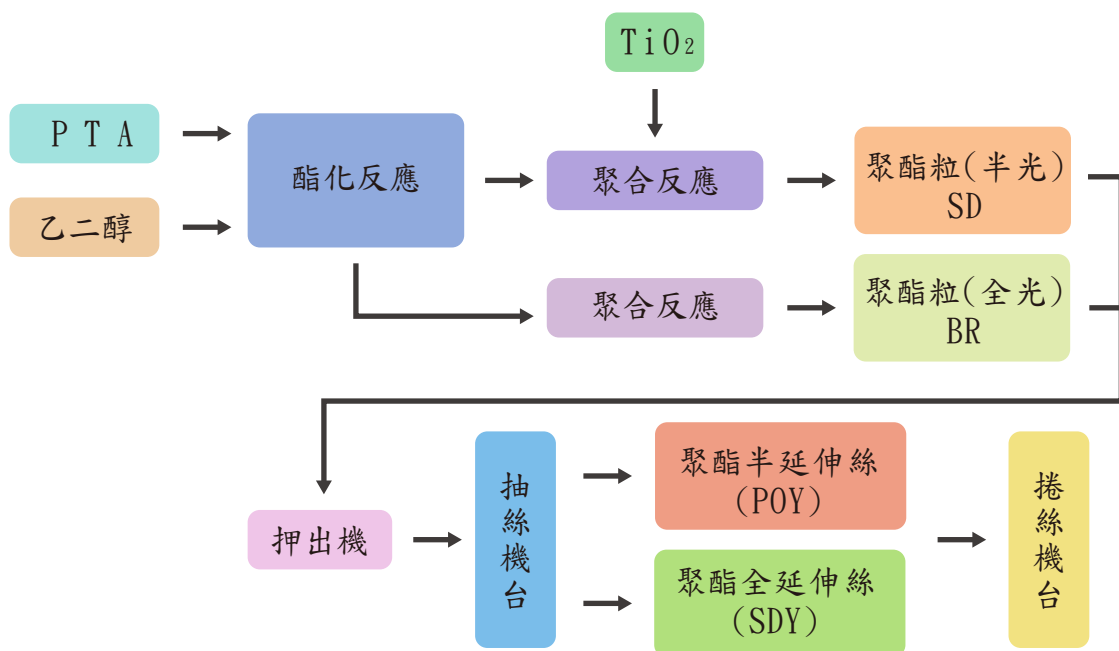 TiO₂
PTA
乙二醇
酯化反應
聚合反應
聚酯粒(半光)
SD
聚合反應
聚酯粒(全光)
BR
押出機
抽絲機台
聚酯半延伸絲
(POY)
聚酯全延伸絲
(SDY)
捲絲機台